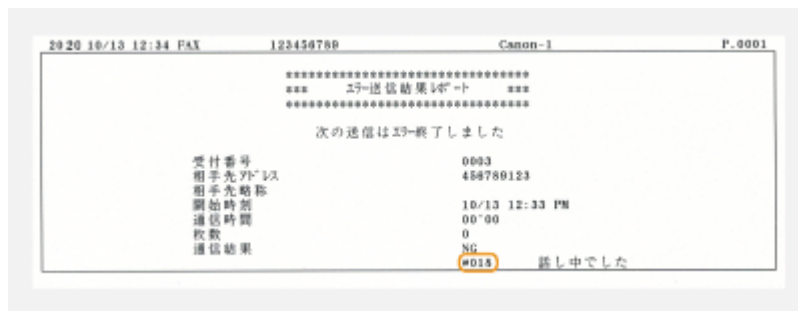 2020 10/13 12:34 FAX 123456789 Canon-1 P.0001
********************************
*** エラー送信結果レポート ***
********************************
次の送信はエラー終了しました
受付番号 0003
相手先アドレス 456789123
相手先略称
開始時刻 10/13 12:33 PM
通信時間 00"00
枚数 0
通信結果 NG
#018 話し中でした